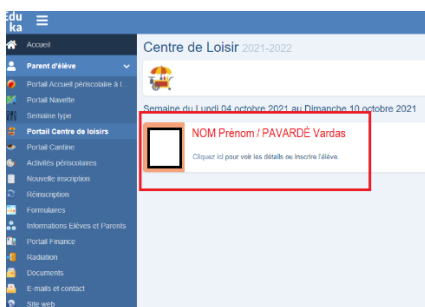 Edu
ka
Accueil
Parent d'élève
Portail Accueil périscolaire à l...
Portail Navette
Semaine type
Portail Centre de loisirs
Portail Cantine
Activités périscolaires
Nouvelle inscription
Réinscription
Formulaires
Informations Elèves et Parents
Portail Finance
Radiation
Documents
E-mails et contact
Site web
Centre de Loisir 2021-2022
Semaine du Lundi 04 octobre 2021 au Dimanche 10 octobre 2021
NOM Prénom / PAVARDÉ Vardas
Cliquez ici pour voir les détails ou inscrire l'élève.